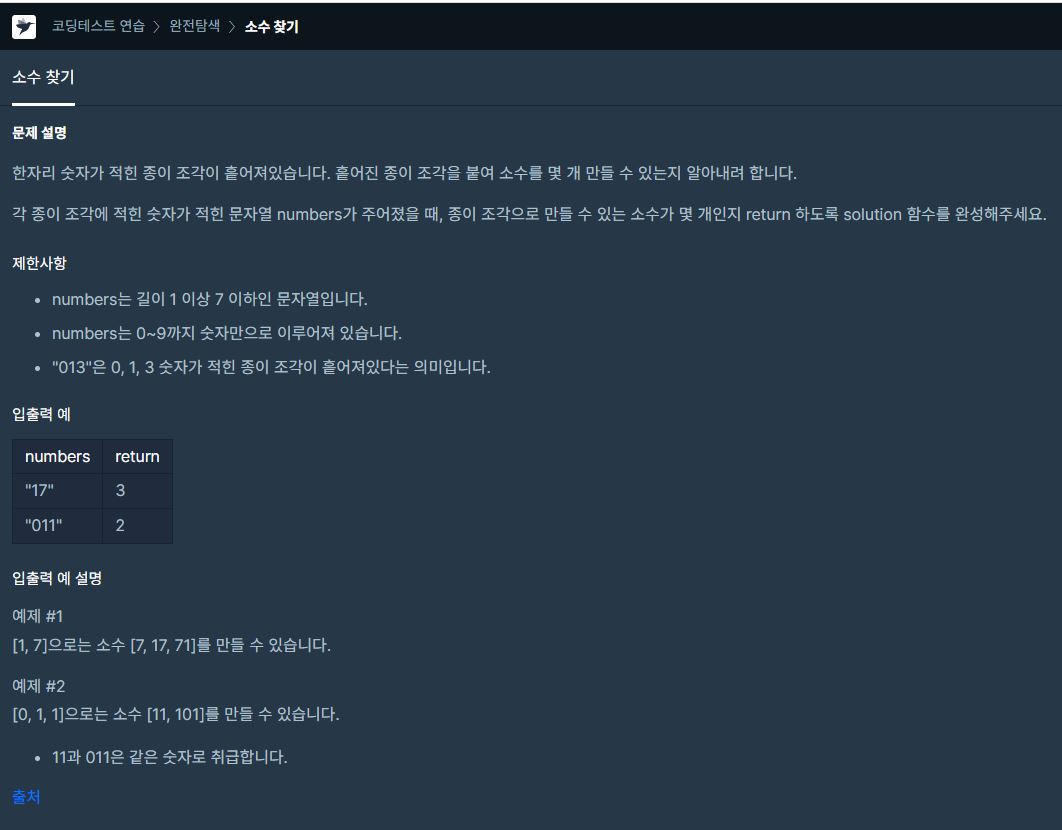 코딩테스트 연습 > 완전탐색 > 소수 찾기
소수 찾기
문제 설명
한자리 숫자가 적힌 종이 조각이 흩어져있습니다. 흩어진 종이 조각을 붙여 소수를 몇 개 만들 수 있는지 알아내려 합니다.
각 종이 조각에 적힌 숫자가 적힌 문자열 numbers가 주어졌을 때, 종이 조각으로 만들 수 있는 소수가 몇 개인지 return 하도록 solution 함수를 완성해주세요.
제한사항
• numbers는 길이 1 이상 7 이하인 문자열입니다.
• numbers는 0~9까지 숫자만으로 이루어져 있습니다.
• "013"은 0, 1, 3 숫자가 적힌 종이 조각이 흩어져있다는 의미입니다.
입출력 예
numbers return
"17" 3
"011" 2
입출력 예 설명
예제 #1
[1, 7]으로는 소수 [7, 17, 71]를 만들 수 있습니다.
예제 #2
[0, 1, 1]으로는 소수 [11, 101]를 만들 수 있습니다.
• 11과 011은 같은 숫자로 취급합니다.
출처